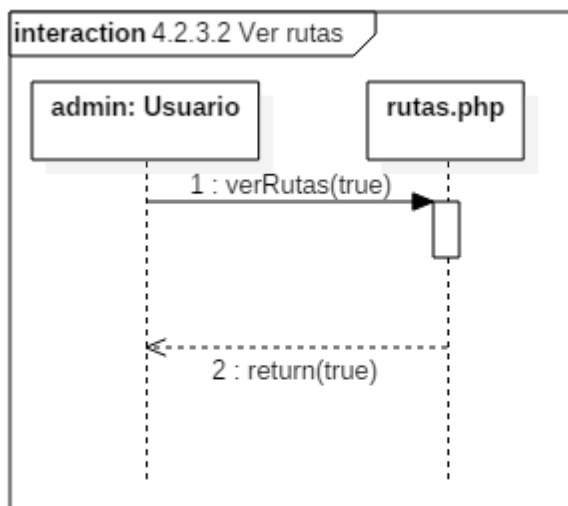 interaction 4.2.3.2 Ver rutas
admin: Usuario
rutas.php
1 : verRutas(true)
2 : return(true)